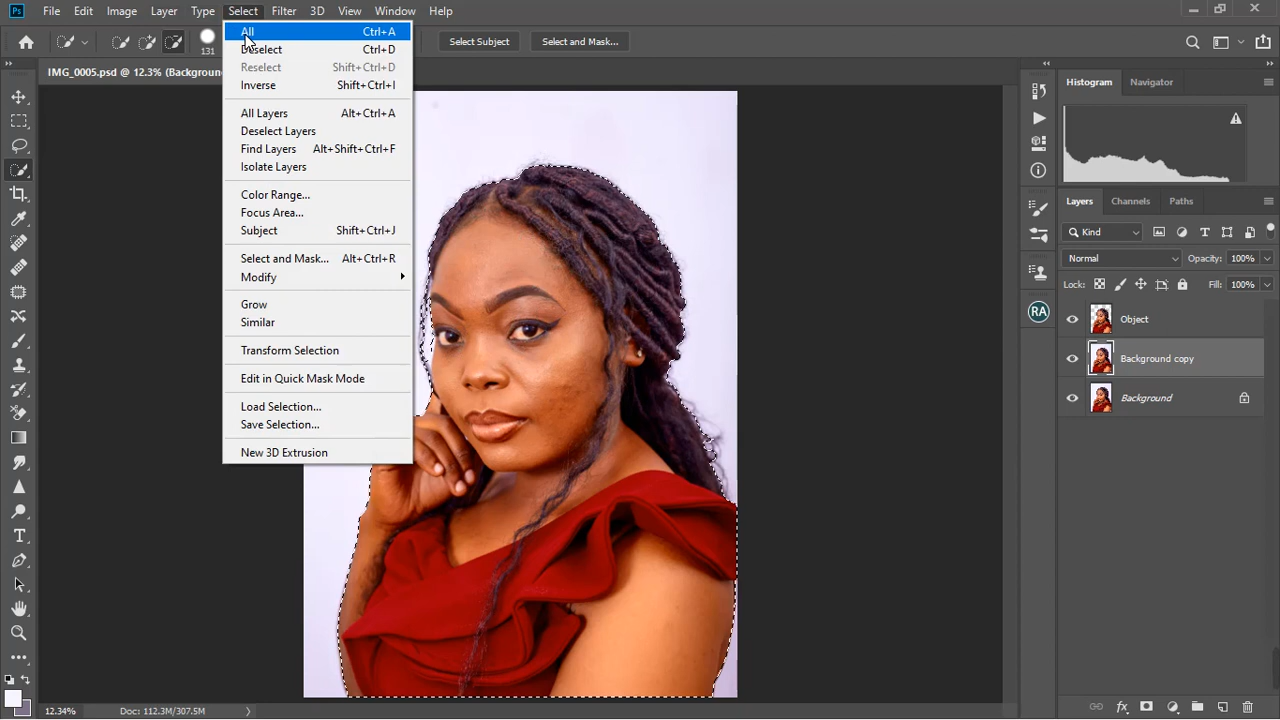 Ps File Edit Image Layer Type Select Filter 3D View Window Help
131 Select Subject Select and Mask...
IMG_0005.psd @ 12.3% (Backgroun
All Ctrl+A
Deselect Ctrl+D
Reselect Shift+Ctrl+D
Inverse Shift+Ctrl+I
All Layers Alt+Ctrl+A
Deselect Layers
Find Layers Alt+Shift+Ctrl+F
Isolate Layers
Color Range...
Focus Area...
Subject Shift+Ctrl+J
Select and Mask... Alt+Ctrl+R
Modify
Grow
Similar
Transform Selection
Edit in Quick Mask Mode
Load Selection...
Save Selection...
New 3D Extrusion
Histogram Navigator
Layers Channels Paths
Kind
Normal Opacity: 100%
Lock: Fill: 100%
RA
Object
Background copy
Background
12.34% Doc: 112.3M/307.5M